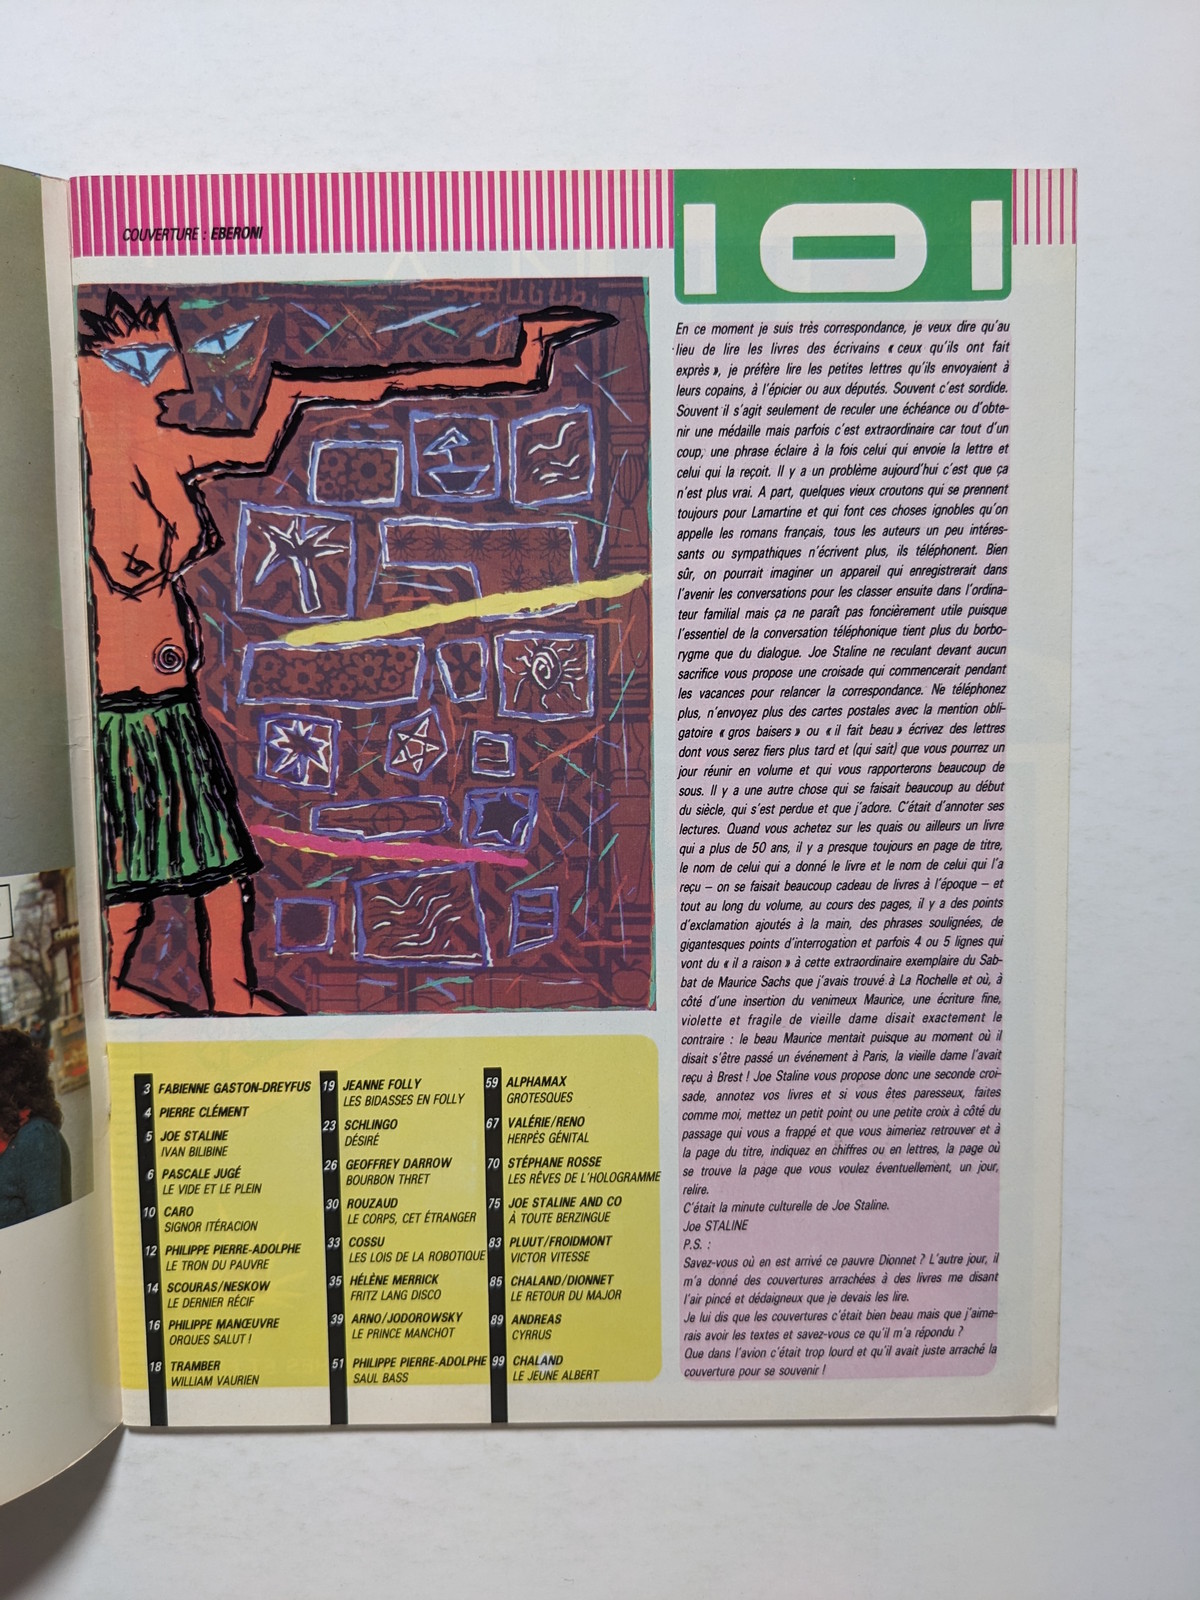 COUVERTURE : EBERONI
101
En ce moment je suis très correspondance, je veux dire qu'au
lieu de lire les livres des écrivains « ceux qu'ils ont fait
exprès », je préfère lire les petites lettres qu'ils envoyaient à
leurs copains, à l'épicier ou aux députés. Souvent c'est sordide.
Souvent il s'agit seulement de reculer une échéance ou d'obte-
nir une médaille mais parfois c'est extraordinaire car tout d'un
coup, une phrase éclaire à la fois celui qui envoie la lettre et
celui qui la reçoit. Il y a un problème aujourd'hui c'est que ça
n'est plus vrai. A part, quelques vieux croutons qui se prennent
toujours pour Lamartine et qui font ces choses ignobles qu'on
appelle les romans français, tous les auteurs un peu intéres-
sants ou sympathiques n'écrivent plus, ils téléphonent. Bien
sûr, on pourrait imaginer un appareil qui enregistrerait dans
l'avenir les conversations pour les classer ensuite dans l'ordina-
teur familial mais ça ne paraît pas foncièrement utile puisque
l'essentiel de la conversation téléphonique tient plus du borbo-
rygme que du dialogue. Joe Staline ne reculant devant aucun
sacrifice vous propose une croisade qui commencerait pendant
les vacances pour relancer la correspondance. Ne téléphonez
plus, n'envoyez plus des cartes postales avec la mention obli-
gatoire « gros baisers » ou « il fait beau » écrivez des lettres
dont vous serez fiers plus tard et (qui sait) que vous pourrez un
jour réunir en volume et qui vous rapporterons beaucoup de
sous. Il y a une autre chose qui se faisait beaucoup au début
du siècle, qui s'est perdue et que j'adore. C'était d'annoter ses
lectures. Quand vous achetez sur les quais ou ailleurs un livre
qui a plus de 50 ans, il y a presque toujours en page de titre,
le nom de celui qui a donné le livre et le nom de celui qui l'a
reçu – on se faisait beaucoup cadeau de livres à l'époque – et
tout au long du volume, au cours des pages, il y a des points
d'exclamation ajoutés à la main, des phrases soulignées, de
gigantesques points d'interrogation et parfois 4 ou 5 lignes qui
vont du « il a raison » à cette extraordinaire exemplaire du Sab-
bat de Maurice Sachs que j'avais trouvé à La Rochelle et où, à
côté d'une insertion du venimeux Maurice, une écriture fine,
violette et fragile de vieille dame disait exactement le
contraire : le beau Maurice mentait puisque au moment où il
disait s'être passé un événement à Paris, la vieille dame l'avait
reçu à Brest ! Joe Staline vous propose donc une seconde croi-
sade, annotez vos livres et si vous êtes paresseux, faites
comme moi, mettez un petit point ou une petite croix à côté du
passage qui vous a frappé et que vous aimeriez retrouver et à
la page du titre, indiquez en chiffres ou en lettres, la page où
se trouve la page que vous voulez éventuellement, un jour,
relire.
C'était la minute culturelle de Joe Staline.
Joe STALINE
P.S. :
Savez-vous où en est arrivé ce pauvre Dionnet ? L'autre jour, il
m'a donné des couvertures arrachées à des livres me disant
l'air pincé et dédaigneux que je devais les lire.
Je lui dis que les couvertures c'était bien beau mais que j'aime-
rais avoir les textes et savez-vous ce qu'il m'a répondu ?
Que dans l'avion c'était trop lourd et qu'il avait juste arraché la
couverture pour se souvenir !
3 FABIENNE GASTON-DREYFUS
4 PIERRE CLÉMENT
5 JOE STALINE
IVAN BILIBINE
6 PASCALE JUGÉ
LE VIDE ET LE PLEIN
10 CARO
SIGNOR ITÉRACION
12 PHILIPPE PIERRE-ADOLPHE
LE TRON DU PAUVRE
14 SCOURAS/NESKOW
LE DERNIER RÉCIF
16 PHILIPPE MANŒUVRE
ORQUES SALUT !
18 TRAMBER
WILLIAM VAURIEN
19 JEANNE FOLLY
LES BIDASSES EN FOLLY
23 SCHLINGO
DÉSIRÉ
26 GEOFFREY DARROW
BOURBON THRET
30 ROUZAUD
LE CORPS, CET ÉTRANGER
33 COSSU
LES LOIS DE LA ROBOTIQUE
35 HÉLÈNE MERRICK
FRITZ LANG DISCO
39 ARNO/JODOROWSKY
LE PRINCE MANCHOT
51 PHILIPPE PIERRE-ADOLPHE
SAUL BASS
59 ALPHAMAX
GROTESQUES
67 VALÉRIE/RENO
HERPÈS GÉNITAL
70 STÉPHANE ROSSE
LES RÊVES DE L'HOLOGRAMME
75 JOE STALINE AND CO
À TOUTE BERZINGUE
83 PLUUT/FROIDMONT
VICTOR VITESSE
85 CHALAND/DIONNET
LE RETOUR DU MAJOR
89 ANDREAS
CYRRUS
99 CHALAND
LE JEUNE ALBERT